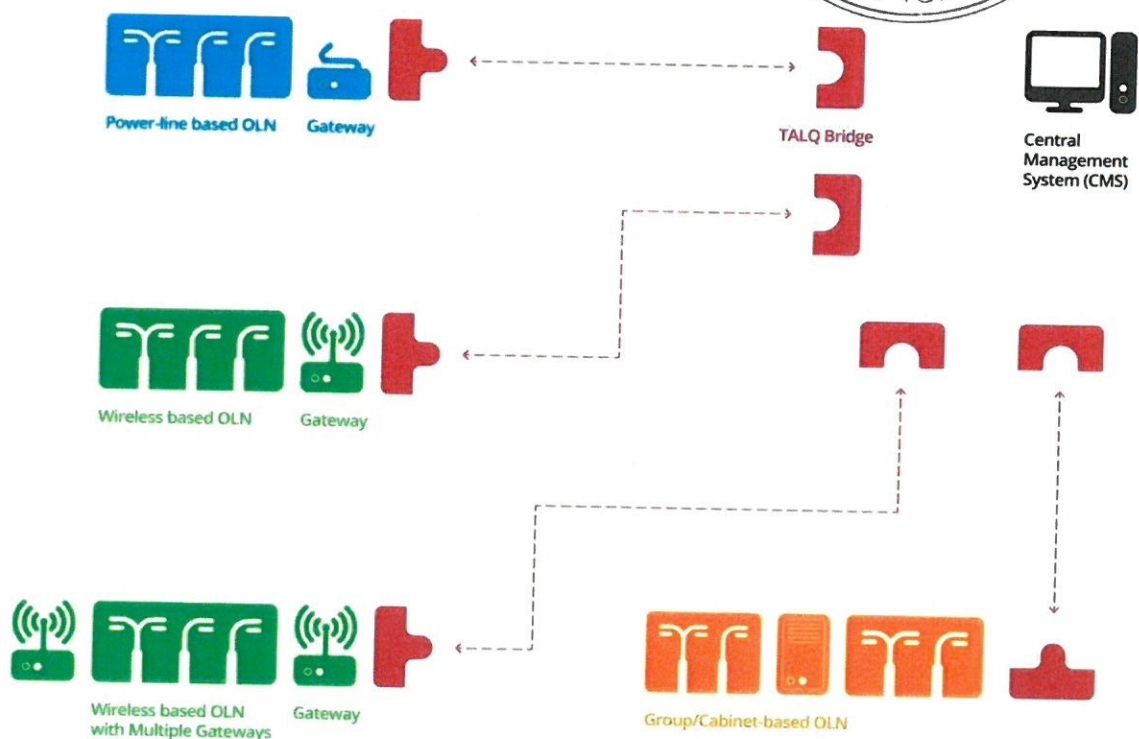 Power-line based OLN
Gateway
TALQ Bridge
Central
Management
System (CMS)
Wireless based OLN
Gateway
Wireless based OLN
with Multiple Gateways
Gateway
Group/Cabinet-based OLN